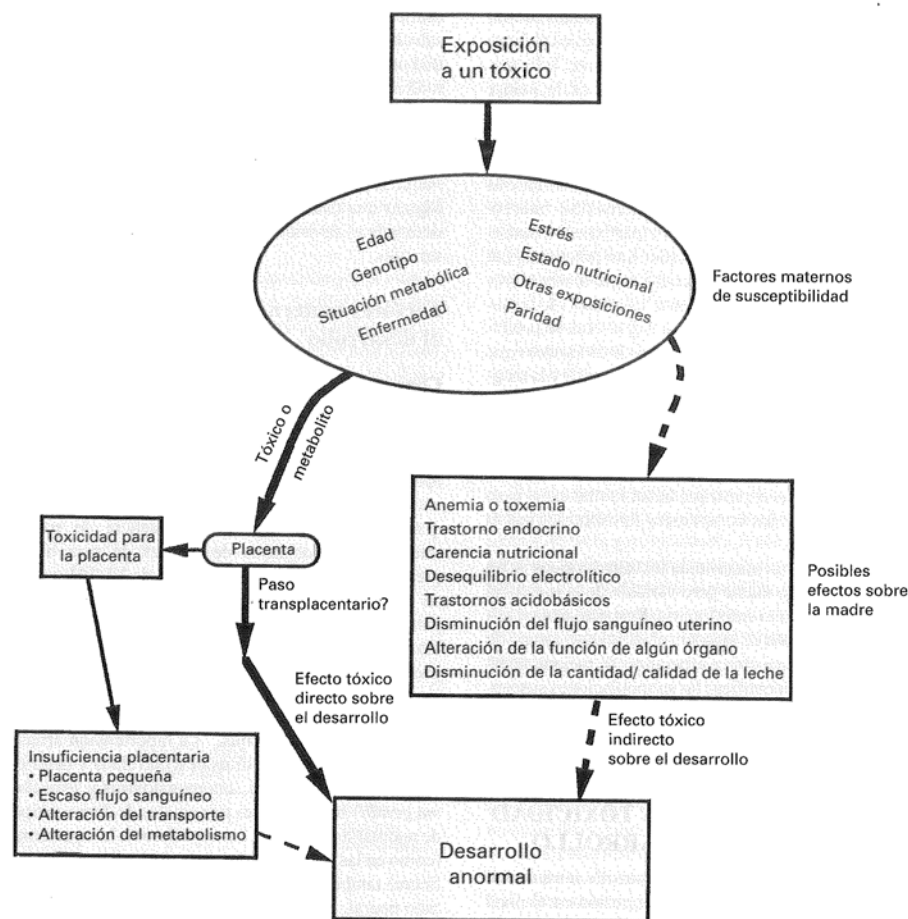 Exposición
a un tóxico
Edad
Genotipo
Situación metabólica
Enfermedad
Estrés
Estado nutricional
Otras exposiciones
Paridad
Factores maternos
de susceptibilidad
Tóxico o
metabolito
Toxicidad para
la placenta
Placenta
Paso
transplacentario?
Anemia o toxemia
Trastorno endocrino
Carencia nutricional
Desequilibrio electrolítico
Trastornos acidobásicos
Disminución del flujo sanguíneo uterino
Alteración de la función de algún órgano
Disminución de la cantidad/ calidad de la leche
Posibles
efectos sobre
la madre
Efecto tóxico
directo sobre
el desarrollo
Efecto tóxico
indirecto
sobre el desarrollo
Insuficiencia placentaria
• Placenta pequeña
• Escaso flujo sanguíneo
• Alteración del transporte
• Alteración del metabolismo
Desarrollo
anormal